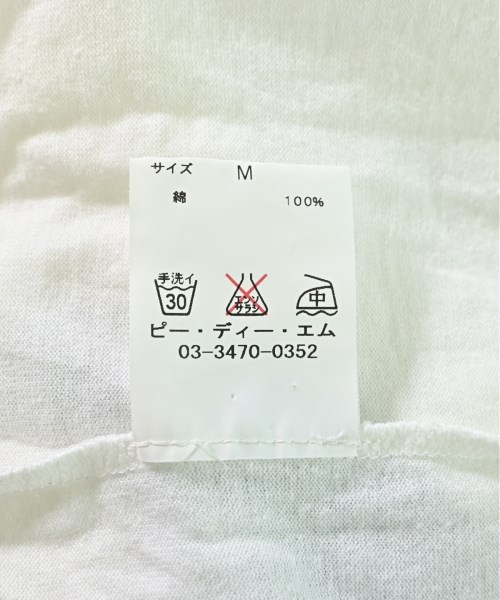 サイズ M
綿 100%
手洗イ 30 エンソ サラシ 中
ピー・ディー・エム
03-3470-0352